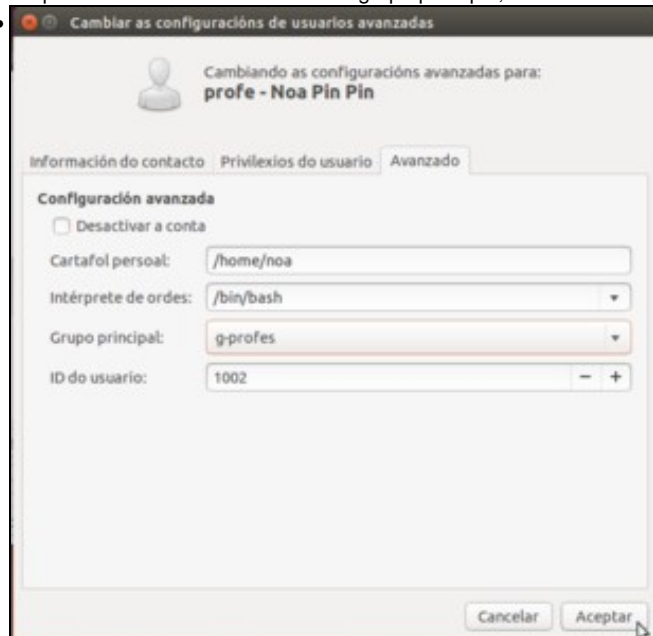 Cambiar as configuracións de usuarios avanzadas
Cambiando as configuracións avanzadas para:
profe - Noa Pin Pin
Información do contacto Privilexios do usuario Avanzado
Configuración avanzada
Desactivar a conta
Cartafol persoal: /home/noa
Intérprete de ordes: /bin/bash
Grupo principal: g-profes
ID do usuario: 1002 − +
Cancelar Aceptar